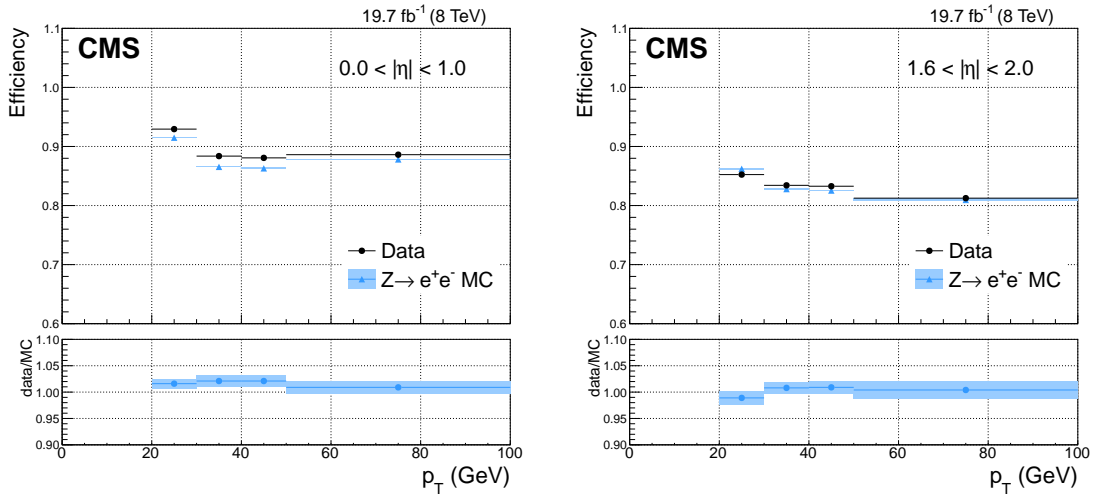 19.7 fb⁻¹ (8 TeV)
CMS
0.0 < |η| < 1.0
Efficiency
1.1
1.0
0.9
0.8
0.7
0.6
Data
Z→ e⁺e⁻ MC
data/MC
1.10
1.05
1.00
0.95
0.90
0 20 40 60 80 100
p_T (GeV)
19.7 fb⁻¹ (8 TeV)
CMS
1.6 < |η| < 2.0
Efficiency
1.1
1.0
0.9
0.8
0.7
0.6
Data
Z→ e⁺e⁻ MC
data/MC
1.10
1.05
1.00
0.95
0.90
0 20 40 60 80 100
p_T (GeV)